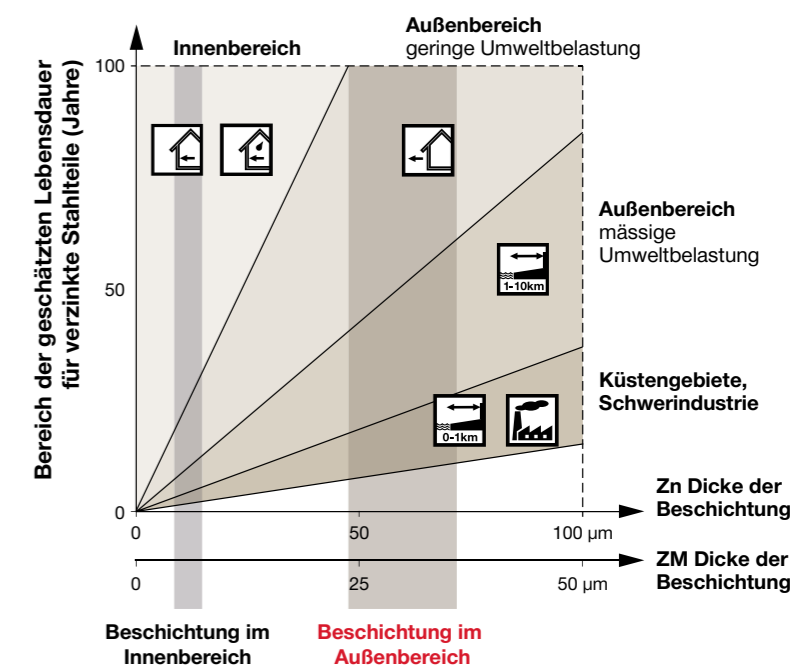 Außenbereich
geringe Umweltbelastung
Innenbereich
Bereich der geschätzten Lebensdauer
für verzinkte Stahlteile (Jahre)
100
50
0
1-10km
0-1km
Außenbereich
mässige
Umweltbelastung
Küstengebiete,
Schwerindustrie
Zn Dicke der
Beschichtung
0
50
100 µm
ZM Dicke der
Beschichtung
0
25
50 µm
Beschichtung im
Innenbereich
Beschichtung im
Außenbereich